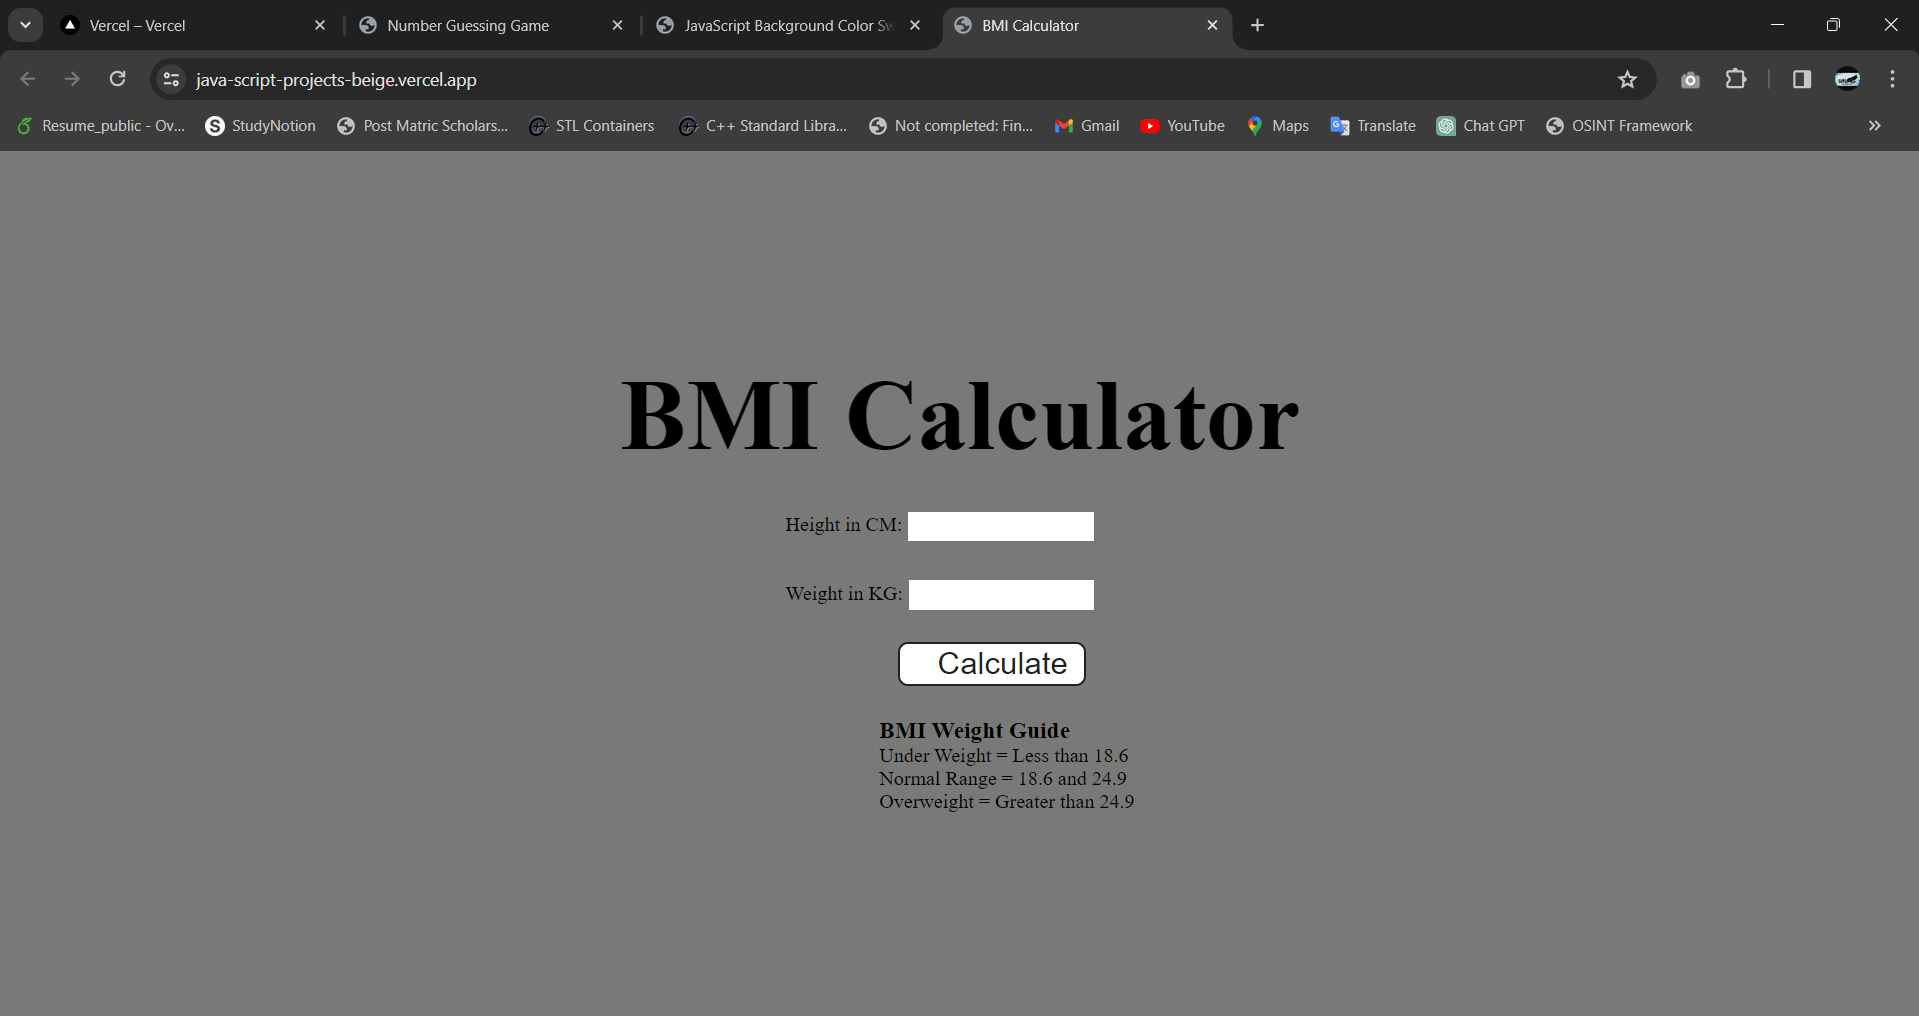 Vercel – Vercel
Number Guessing Game
JavaScript Background Color Sw
BMI Calculator
java-script-projects-beige.vercel.app
Resume_public - Ov...
StudyNotion
Post Matric Scholars...
STL Containers
C++ Standard Libra...
Not completed: Fin...
Gmail
YouTube
Maps
Translate
Chat GPT
OSINT Framework
BMI Calculator
Height in CM:
Weight in KG:
Calculate
BMI Weight Guide
Under Weight = Less than 18.6
Normal Range = 18.6 and 24.9
Overweight = Greater than 24.9